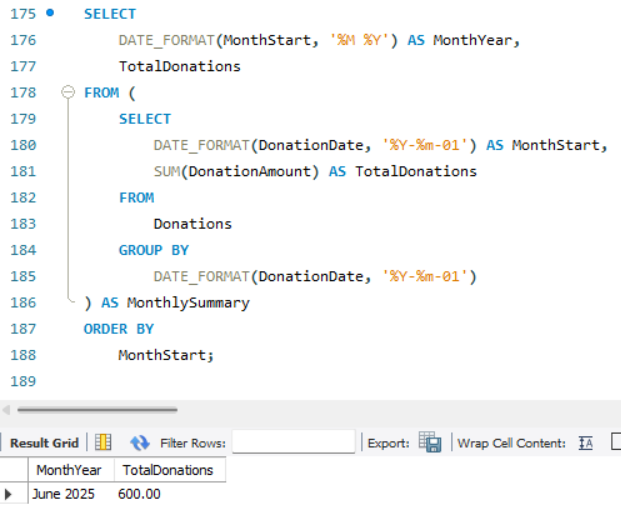 175 SELECT
176 DATE_FORMAT(MonthStart, '%M %Y') AS MonthYear,
177 TotalDonations
178 FROM (
179 SELECT
180 DATE_FORMAT(DonationDate, '%Y-%m-01') AS MonthStart,
181 SUM(DonationAmount) AS TotalDonations
182 FROM
183 Donations
184 GROUP BY
185 DATE_FORMAT(DonationDate, '%Y-%m-01')
186 ) AS MonthlySummary
187 ORDER BY
188 MonthStart;
189
Result Grid Filter Rows: Export: Wrap Cell Content:
MonthYear TotalDonations
June 2025 600.00